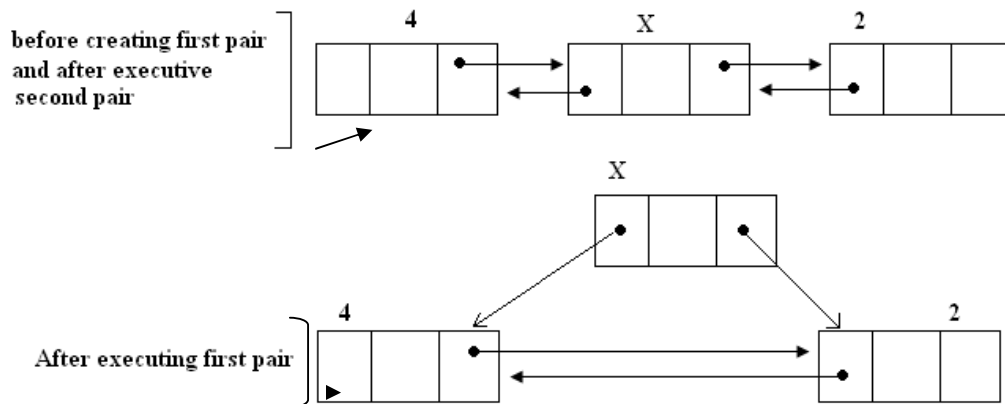 4 X 2
before creating first pair
and after executive
second pair
X
4 2
After executing first pair